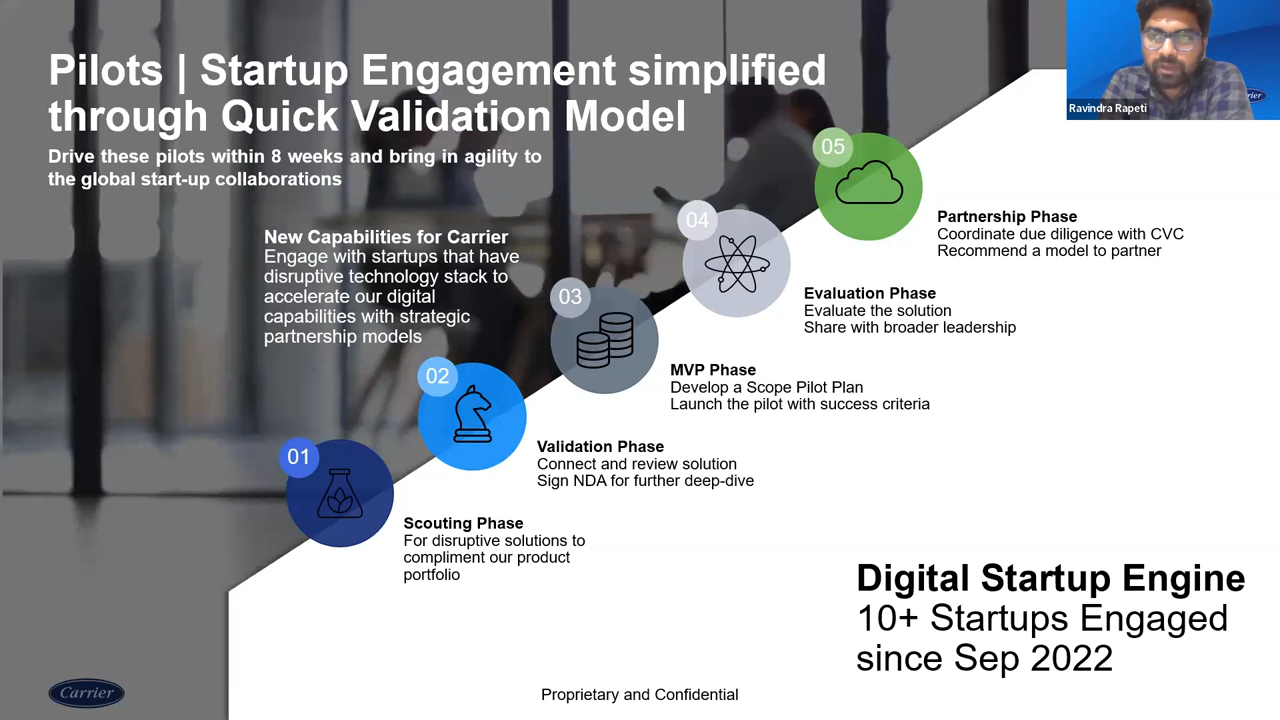 Pilots | Startup Engagement simplified
through Quick Validation Model
Drive these pilots within 8 weeks and bring in agility to
the global start-up collaborations
New Capabilities for Carrier
Engage with startups that have
disruptive technology stack to
accelerate our digital
capabilities with strategic
partnership models
01
Scouting Phase
For disruptive solutions to
compliment our product
portfolio
02
Validation Phase
Connect and review solution
Sign NDA for further deep-dive
03
MVP Phase
Develop a Scope Pilot Plan
Launch the pilot with success criteria
04
Evaluation Phase
Evaluate the solution
Share with broader leadership
05
Partnership Phase
Coordinate due diligence with CVC
Recommend a model to partner
Digital Startup Engine
10+ Startups Engaged
since Sep 2022
Carrier
Proprietary and Confidential
Ravindra Rapeti